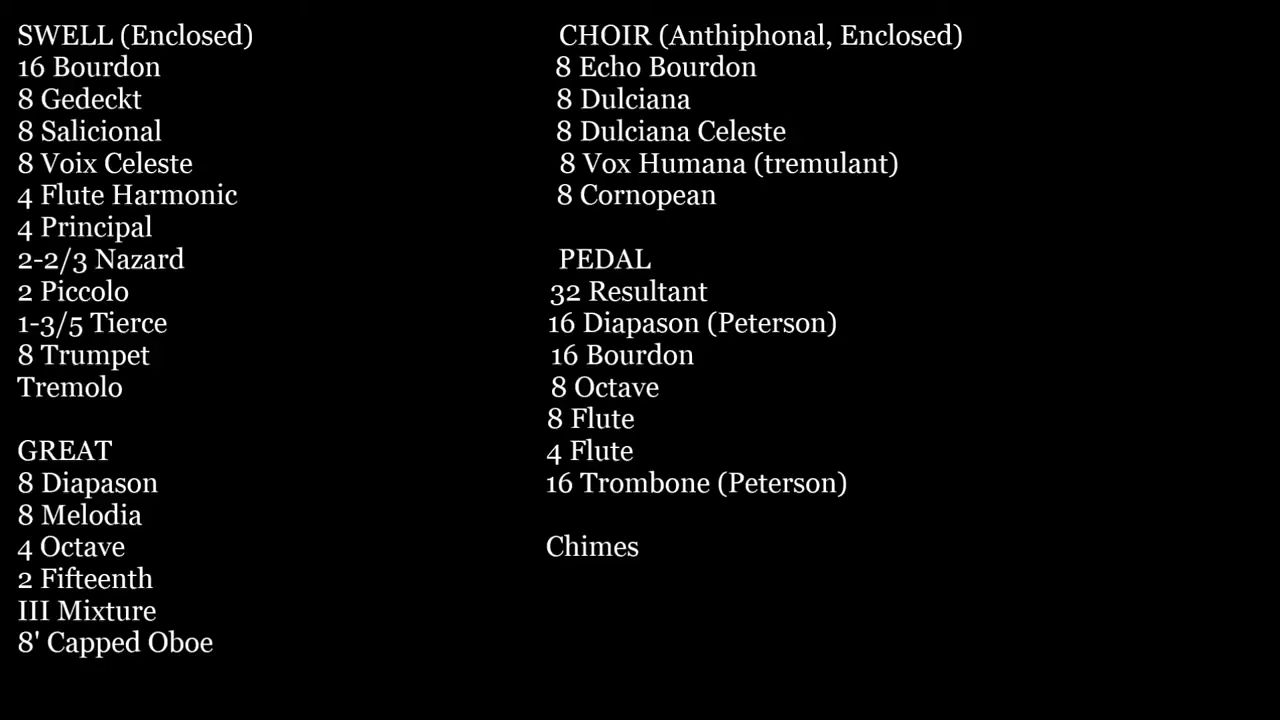 SWELL (Enclosed)
16 Bourdon
8 Gedeckt
8 Salicional
8 Voix Celeste
4 Flute Harmonic
4 Principal
2-2/3 Nazard
2 Piccolo
1-3/5 Tierce
8 Trumpet
Tremolo
GREAT
8 Diapason
8 Melodia
4 Octave
2 Fifteenth
III Mixture
8' Capped Oboe
CHOIR (Anthiphonal, Enclosed)
8 Echo Bourdon
8 Dulciana
8 Dulciana Celeste
8 Vox Humana (tremulant)
8 Cornopean
PEDAL
32 Resultant
16 Diapason (Peterson)
16 Bourdon
8 Octave
8 Flute
4 Flute
16 Trombone (Peterson)
Chimes